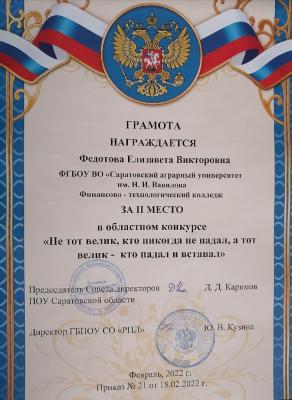 ГРАМОТА
НАГРАЖДАЕТСЯ
Федотова Елизавета Викторовна
ФГБОУ ВО «Саратовский аграрный университет
им. Н. И. Вавилова
Финансово - технологический колледж
ЗА II МЕСТО
в областном конкурсе
«Не тот велик, кто никогда не падал, а тот
велик - кто падал и вставал»
Председатель Совета директоров Д. Д. Каримов
ПОУ Саратовской области
Директор ГБПОУ СО «РПЛ» Ю. В. Кузина
Февраль, 2022 г.
Приказ № 21 от 18.02.2022 г.